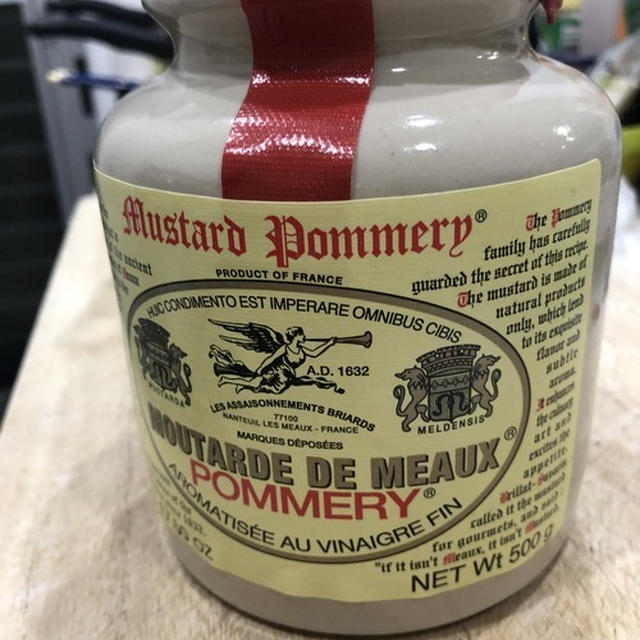 Mustard Pommery®
PRODUCT OF FRANCE
ancient
HUIC CONDIMENTO EST IMPERARE OMNIBUS CIBIS
A.D. 1632
MUSTARDA
MELDENSIS
LES ASSAISONNEMENTS BRIARDS
77100
NANTEUIL LES MEAUX - FRANCE
MARQUES DÉPOSÉES
MOUTARDE DE MEAUX®
POMMERY®
AROMATISÉE AU VINAIGRE FIN
The Pommery
family has carefully
guarded the secret of this recipe.
The mustard is made of
natural products
only, which lend
to its exquisite
flavor and
subtle
aroma.
It enhances
the culinary
art and
excites the
appetite.
Brillat-Savarin
called it the mustard
for gourmets, and said:
"if it isn't Meaux, it isn't Mustard.
OZ
NET Wt 500 g